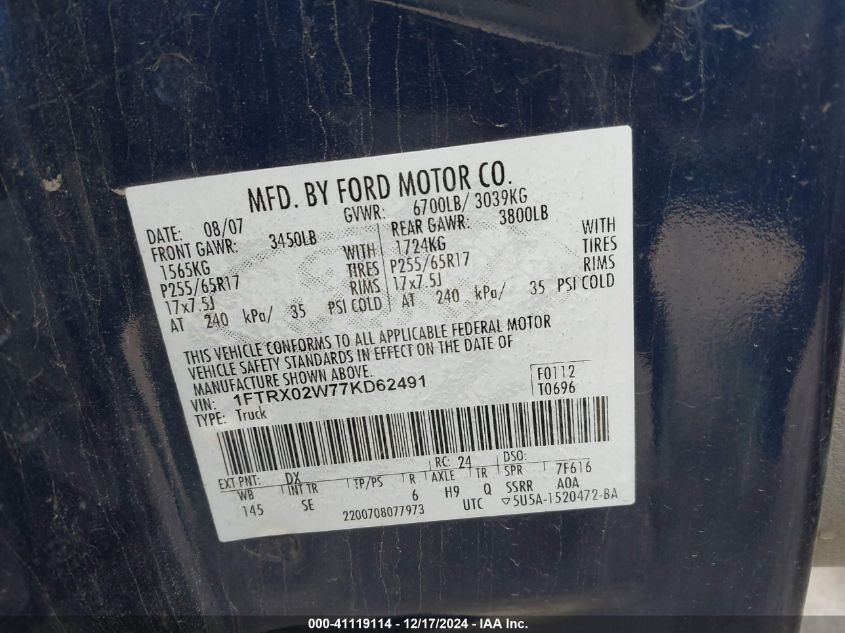 MFD. BY FORD MOTOR CO.
DATE: 08/07 GVWR: 6700LB/ 3039KG
FRONT GAWR: 3450LB REAR GAWR: 3800LB
1565KG WITH 1724KG WITH
P255/65R17 TIRES P255/65R17 TIRES
17x7.5J RIMS 17x7.5J RIMS
AT 240 kPa/ 35 PSI COLD AT 240 kPa/ 35 PSI COLD
THIS VEHICLE CONFORMS TO ALL APPLICABLE FEDERAL MOTOR
VEHICLE SAFETY STANDARDS IN EFFECT ON THE DATE OF
MANUFACTURE SHOWN ABOVE.
VIN: 1FTRX02W77KD62491 F0112
TYPE: Truck T0696
EXT PNT: DX RC: 24 DSO:
WB INT TR TP/PS R AXLE TR SPR 7F616
145 SE 6 H9 Q SSRR A0A
2200708077973 UTC ▽5U5A-1520472-BA
000-41119114 - 12/17/2024 - IAA Inc.